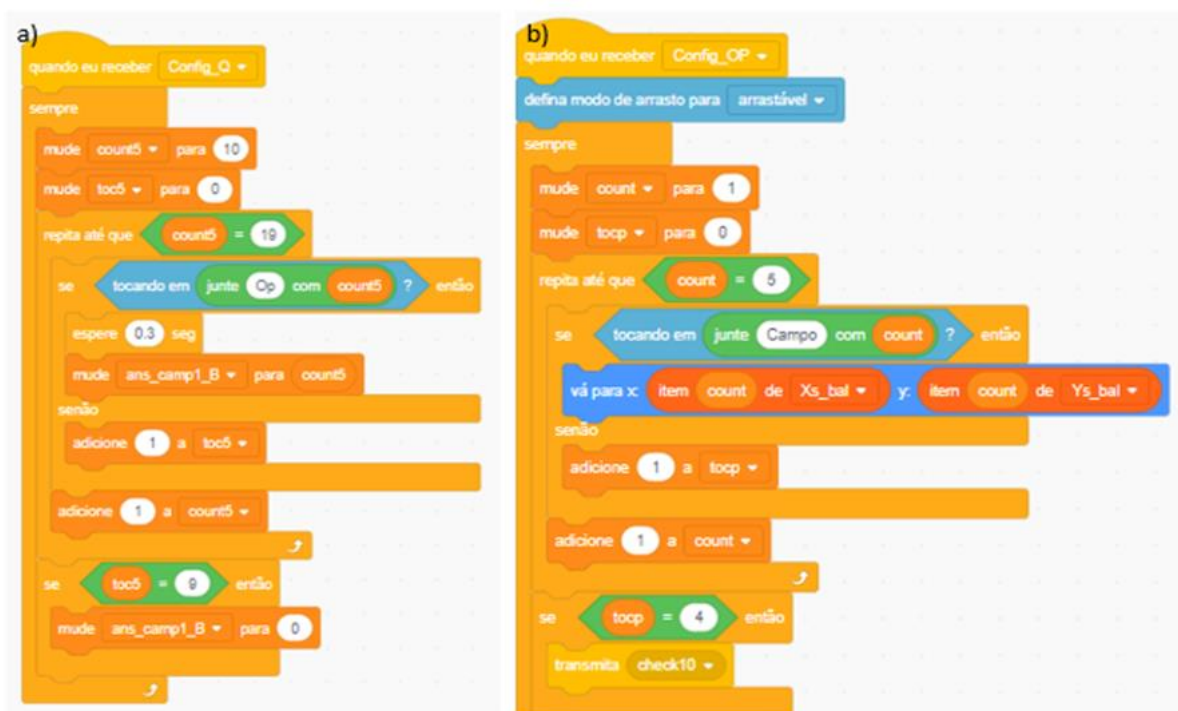 a)
quando eu receber Config_Q
sempre
mude count5 para 10
mude toc5 para 0
repita até que count5 = 19
se tocando em junte Op com count5 ? então
espere 0.3 seg
mude ans_camp1_B para count5
senão
adicione 1 a toc5
adicione 1 a count5
se toc5 = 9 então
mude ans_camp1_B para 0
b)
quando eu receber Config_OP
defina modo de arrasto para arrastável
sempre
mude count para 1
mude tocp para 0
repita até que count = 5
se tocando em junte Campo com count ? então
vá para x: item count de Xs_bal y: item count de Ys_bal
senão
adicione 1 a tocp
adicione 1 a count
se tocp = 4 então
transmita check10